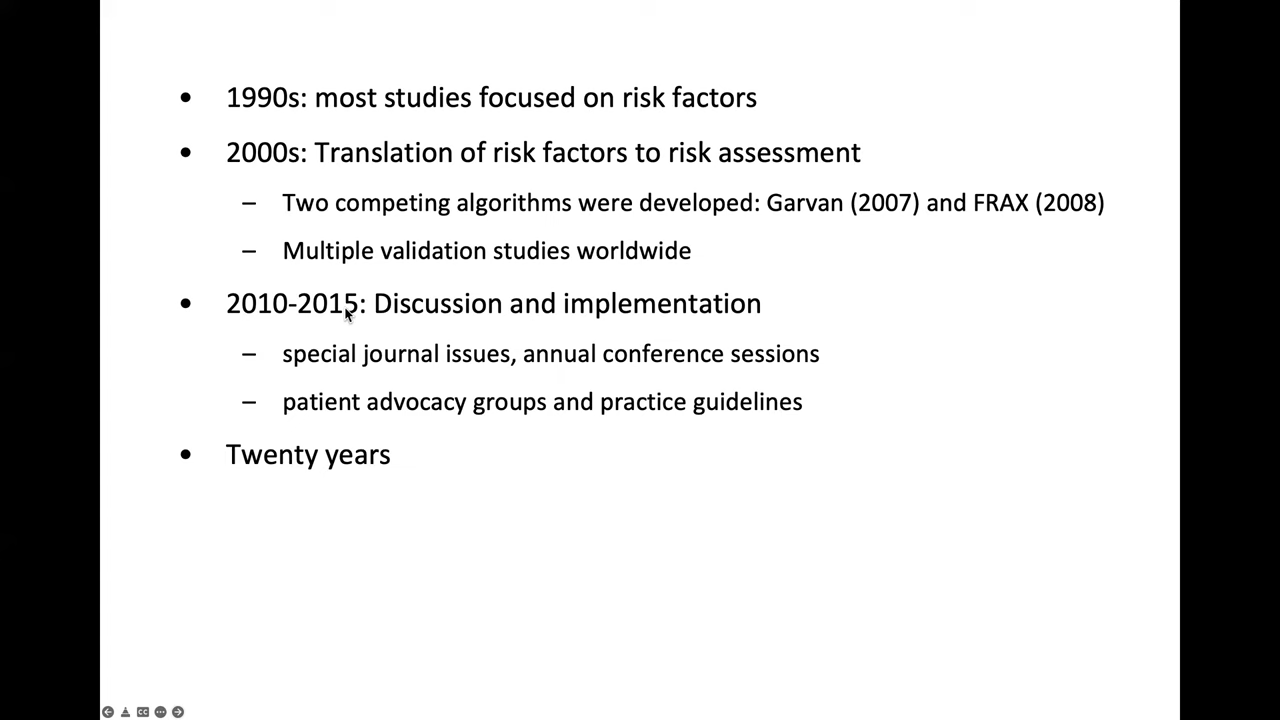 • 1990s: most studies focused on risk factors
• 2000s: Translation of risk factors to risk assessment
– Two competing algorithms were developed: Garvan (2007) and FRAX (2008)
– Multiple validation studies worldwide
• 2010-2015: Discussion and implementation
– special journal issues, annual conference sessions
– patient advocacy groups and practice guidelines
• Twenty years
CC